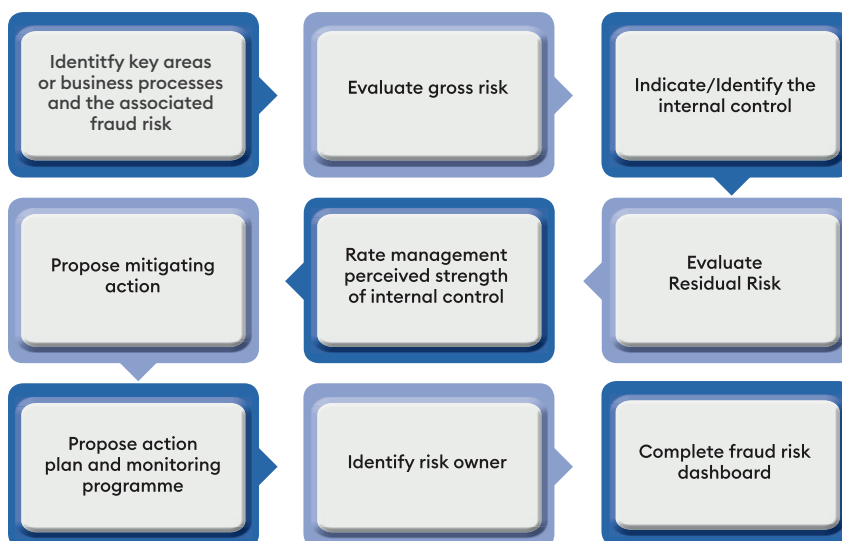 Identitfy key areas
or business processes
and the associated
fraud risk
Evaluate gross risk
Indicate/Identify the
internal control
Evaluate
Residual Risk
Rate management
perceived strength
of internal control
Propose mitigating
action
Propose action
plan and monitoring
programme
Identify risk owner
Complete fraud risk
dashboard